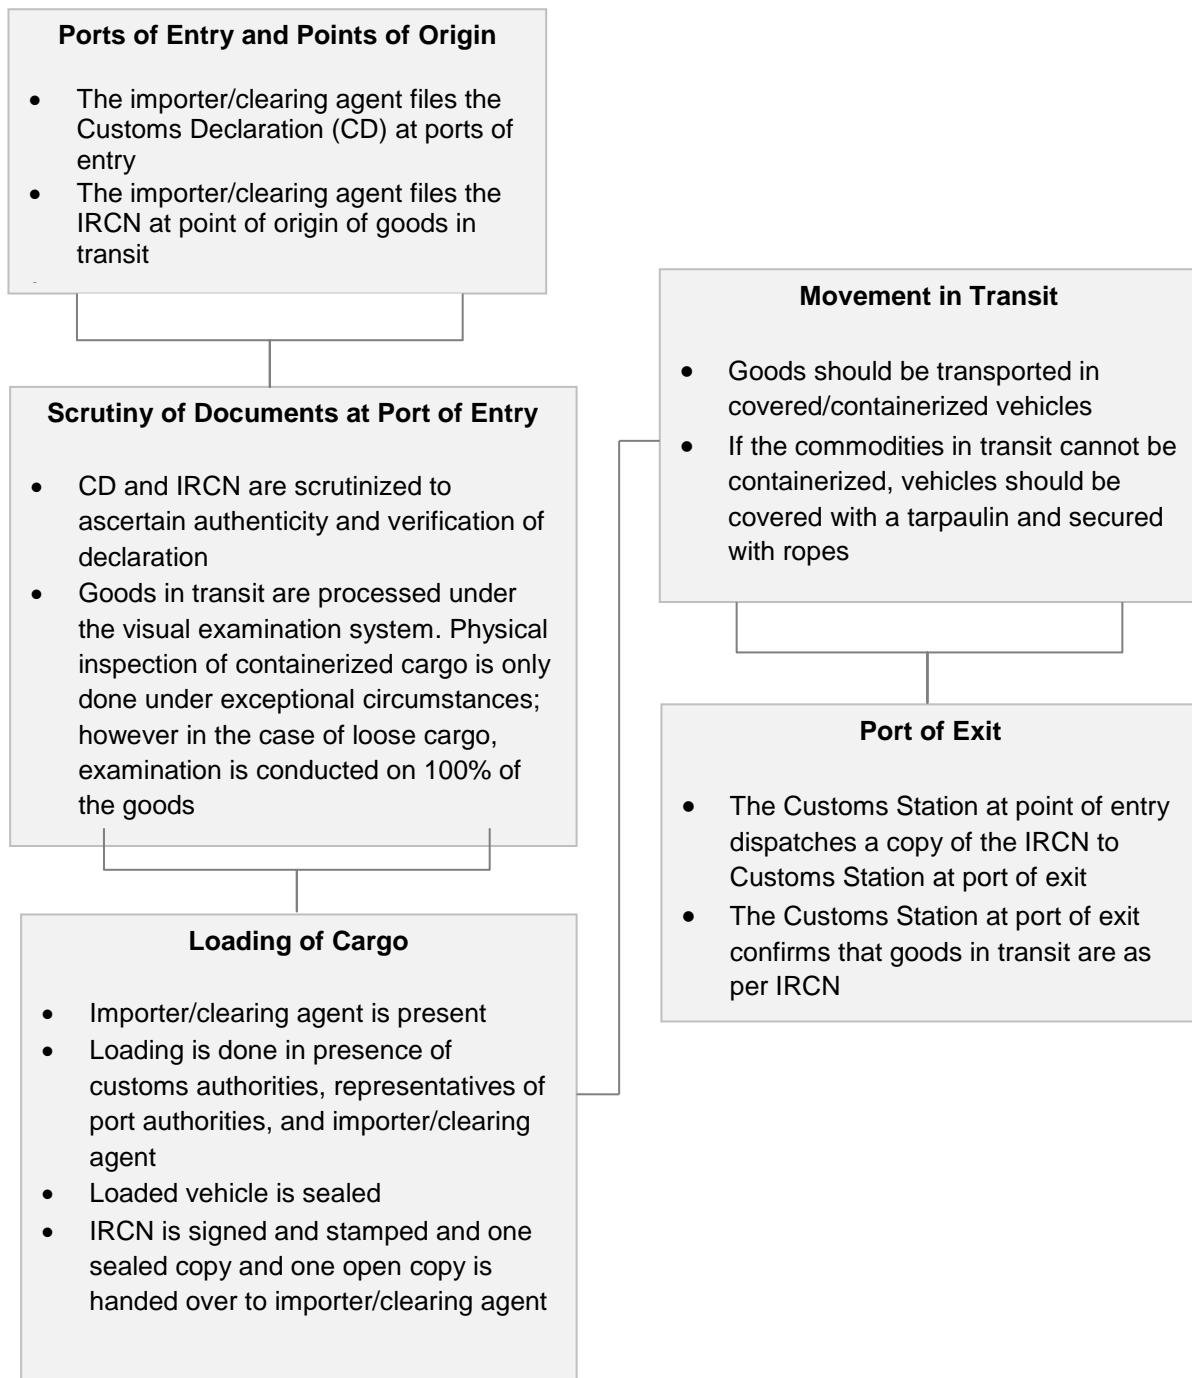 Ports of Entry and Points of Origin
• The importer/clearing agent files the
Customs Declaration (CD) at ports of
entry
• The importer/clearing agent files the
IRCN at point of origin of goods in
transit
Scrutiny of Documents at Port of Entry
• CD and IRCN are scrutinized to
ascertain authenticity and verification of
declaration
• Goods in transit are processed under
the visual examination system. Physical
inspection of containerized cargo is only
done under exceptional circumstances;
however in the case of loose cargo,
examination is conducted on 100% of
the goods
Loading of Cargo
• Importer/clearing agent is present
• Loading is done in presence of
customs authorities, representatives of
port authorities, and importer/clearing
agent
• Loaded vehicle is sealed
• IRCN is signed and stamped and one
sealed copy and one open copy is
handed over to importer/clearing agent
Movement in Transit
• Goods should be transported in
covered/containerized vehicles
• If the commodities in transit cannot be
containerized, vehicles should be
covered with a tarpaulin and secured
with ropes
Port of Exit
• The Customs Station at point of entry
dispatches a copy of the IRCN to
Customs Station at port of exit
• The Customs Station at port of exit
confirms that goods in transit are as
per IRCN